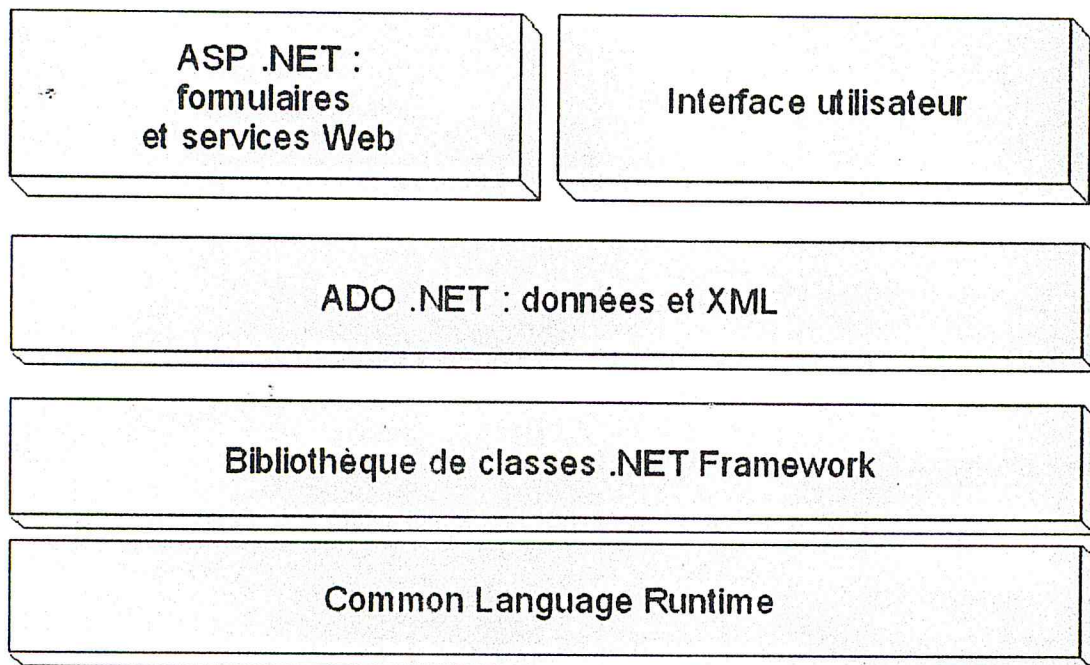 ASP .NET :
formulaires
et services Web
Interface utilisateur
ADO .NET : données et XML
Bibliothèque de classes .NET Framework
Common Language Runtime